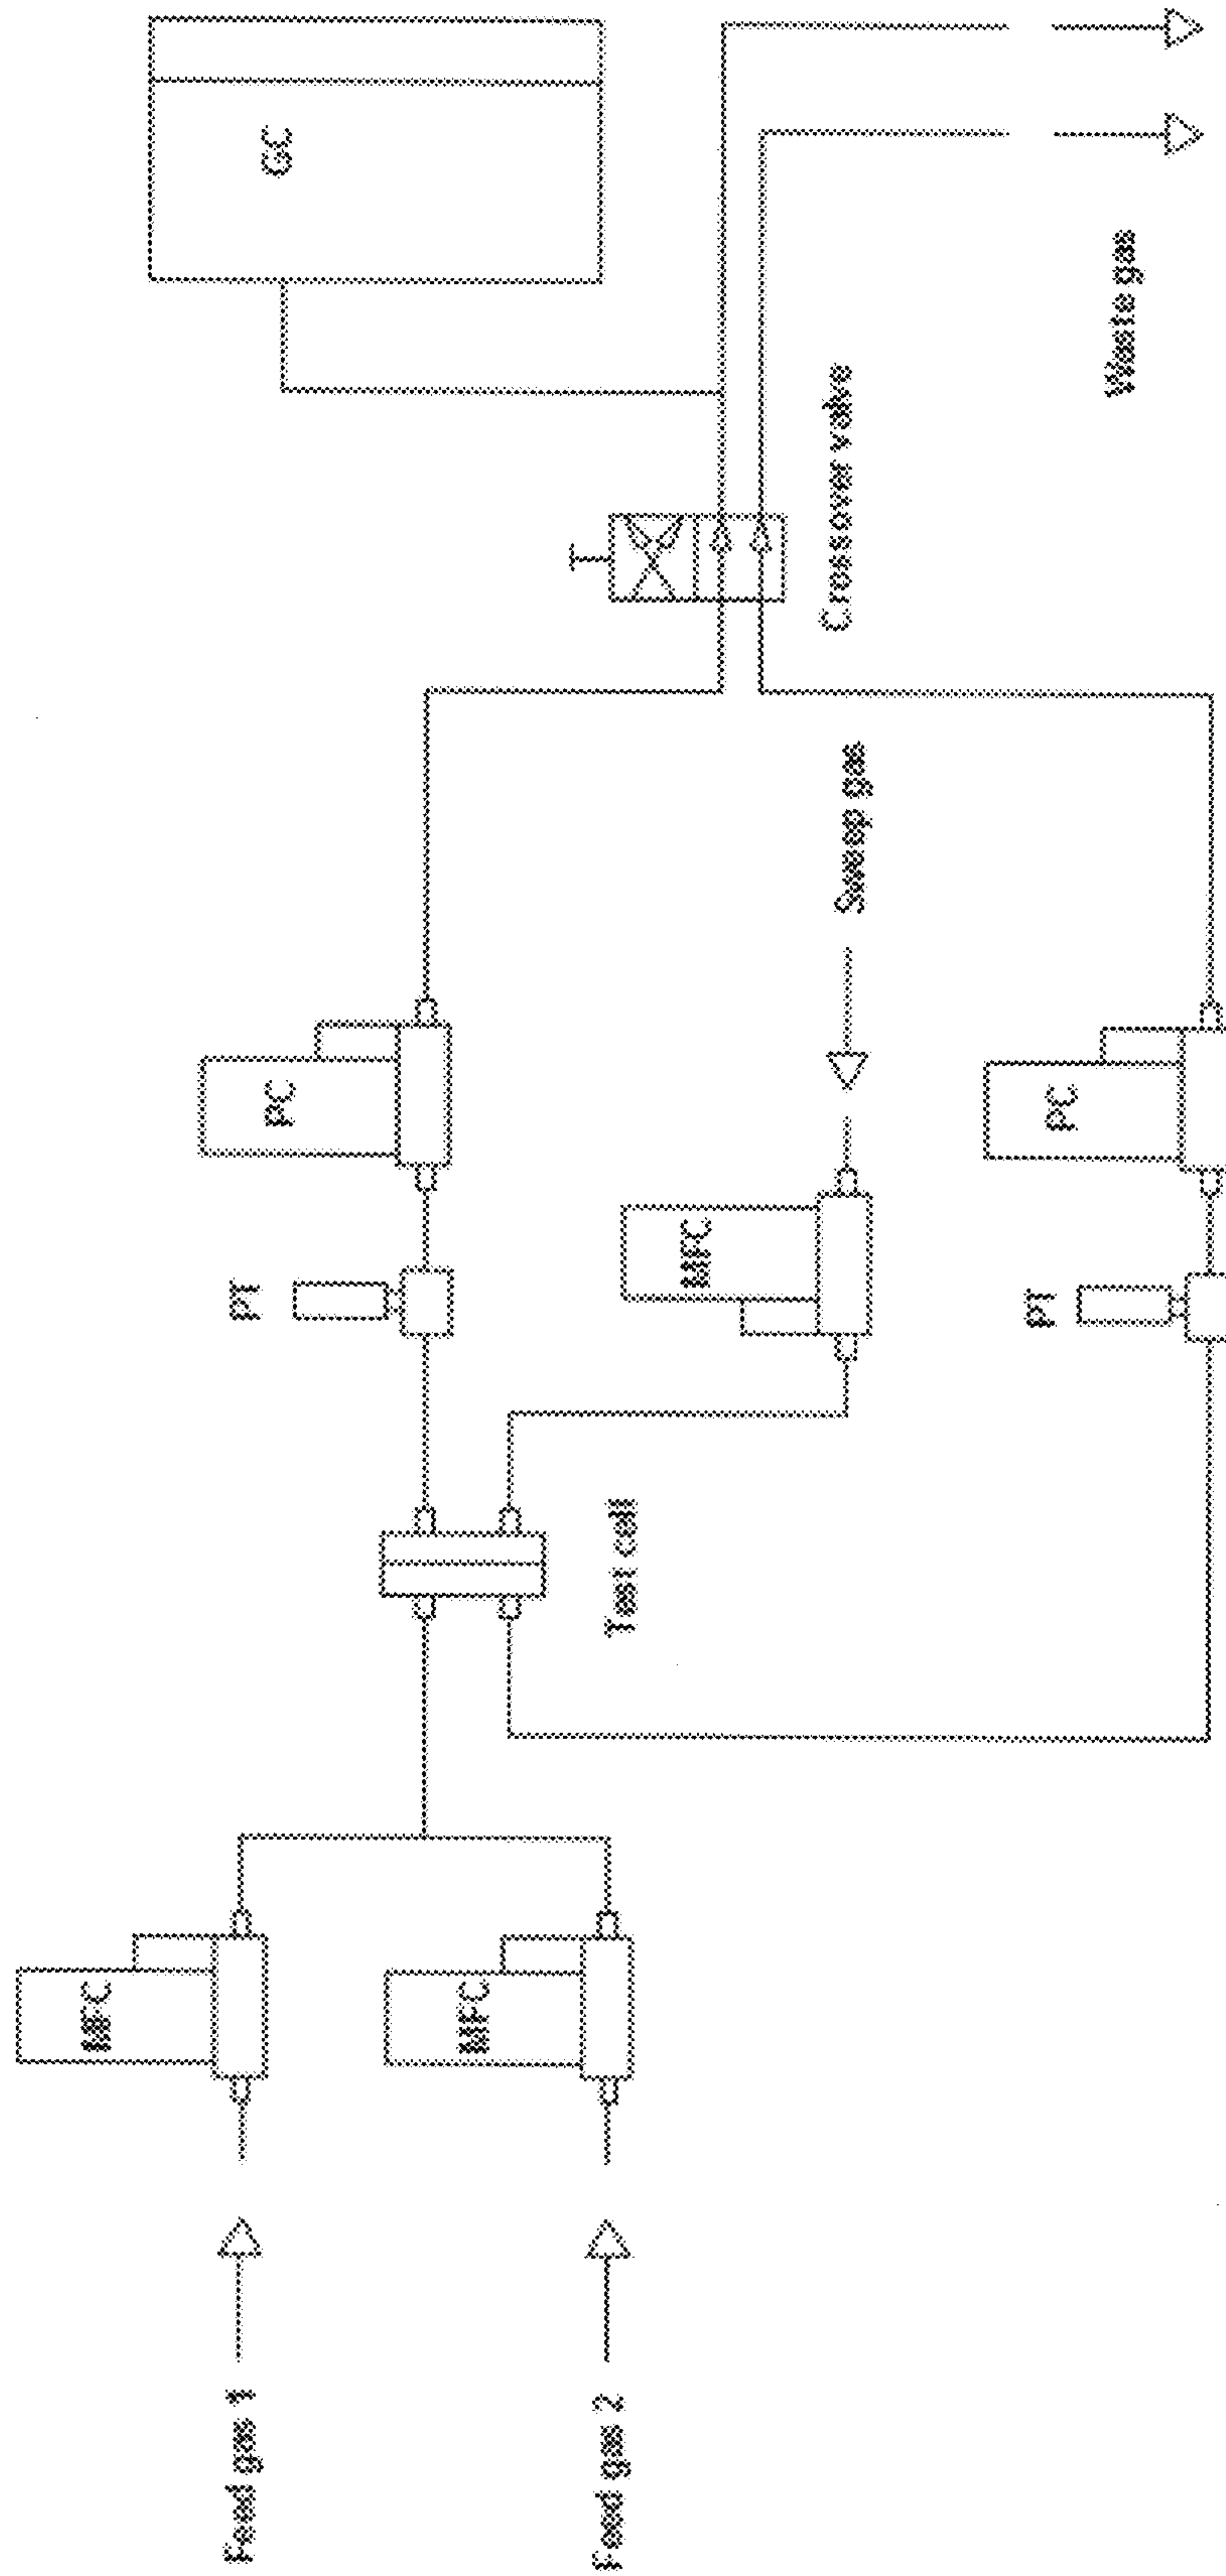 Feed gas 1
Feed gas 2
MFC
MFC
Test cell
PT
PC
MFC
Sweep gas
PT
PC
Crossover valve
GC
Waste gas